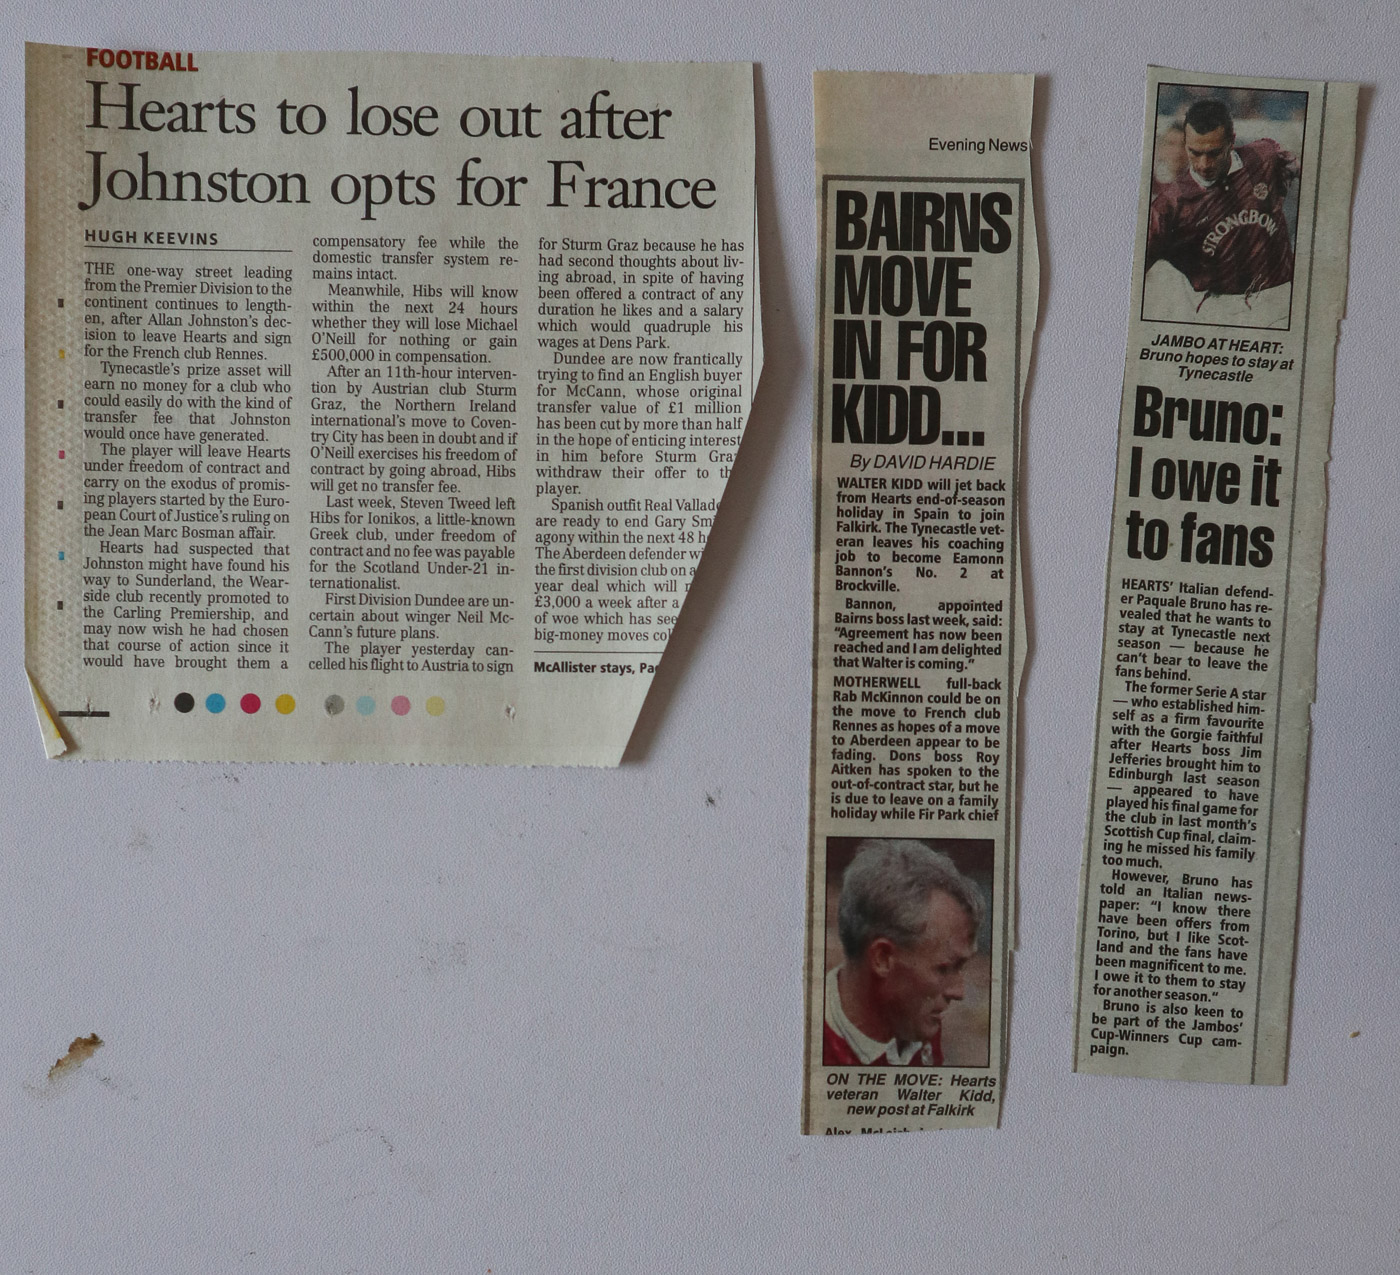 FOOTBALL
Hearts to lose out after
Johnston opts for France
HUGH KEEVINS
THE one-way street leading
from the Premier Division to the
continent continues to length-
en, after Allan Johnston's dec-
ision to leave Hearts and sign
for the French club Rennes.
Tynecastle's prize asset will
earn no money for a club who
could easily do with the kind of
transfer fee that Johnston
would once have generated.
The player will leave Hearts
under freedom of contract and
carry on the exodus of promis-
ing players started by the Euro-
pean Court of Justice's ruling on
the Jean Marc Bosman affair.
Hearts had suspected that
Johnston might have found his
way to Sunderland, the Wear-
side club recently promoted to
the Carling Premiership, and
may now wish he had chosen
that course of action since it
would have brought them a
compensatory fee while the
domestic transfer system re-
mains intact.
Meanwhile, Hibs will know
within the next 24 hours
whether they will lose Michael
O'Neill for nothing or gain
£500,000 in compensation.
After an 11th-hour interven-
tion by Austrian club Sturm
Graz, the Northern Ireland
international's move to Coven-
try City has been in doubt and if
O'Neill exercises his freedom of
contract by going abroad, Hibs
will get no transfer fee.
Last week, Steven Tweed left
Hibs for Ionikos, a little-known
Greek club, under freedom of
contract and no fee was payable
for the Scotland Under-21 in-
ternationalist.
First Division Dundee are un-
certain about winger Neil Mc-
Cann's future plans.
The player yesterday can-
celled his flight to Austria to sign
for Sturm Graz because he has
had second thoughts about liv-
ing abroad, in spite of having
been offered a contract of any
duration he likes and a salary
which would quadruple his
wages at Dens Park.
Dundee are now frantically
trying to find an English buyer
for McCann, whose original
transfer value of £1 million
has been cut by more than half
in the hope of enticing interest
in him before Sturm Graz
withdraw their offer to th
player.
Spanish outfit Real Vallad
are ready to end Gary Sm
agony within the next 48 h
The Aberdeen defender wi
the first division club on a
year deal which will
£3,000 a week after a
of woe which has see
big-money moves col
McAllister stays, Pa
Evening News
BAIRNS
MOVE
IN FOR
KIDD...
By DAVID HARDIE
WALTER KIDD will jet back
from Hearts end-of-season
holiday in Spain to join
Falkirk. The Tynecastle vet-
eran leaves his coaching
job to become Eamonn
Bannon's No. 2 at
Brockville.
Bannon, appointed
Bairns boss last week, said:
"Agreement has now been
reached and I am delighted
that Walter is coming."
MOTHERWELL full-back
Rab McKinnon could be on
the move to French club
Rennes as hopes of a move
to Aberdeen appear to be
fading. Dons boss Roy
Aitken has spoken to the
out-of-contract star, but he
is due to leave on a family
holiday while Fir Park chief
ON THE MOVE: Hearts
veteran Walter Kidd,
new post at Falkirk
Alex McLeish
STRONGBOW
JAMBO AT HEART:
Bruno hopes to stay at
Tynecastle
Bruno:
I owe it
to fans
HEARTS' Italian defend-
er Paquale Bruno has re-
vealed that he wants to
stay at Tynecastle next
season — because he
can't bear to leave the
fans behind.
The former Serie A star
— who established him-
self as a firm favourite
with the Gorgie faithful
after Hearts boss Jim
Jefferies brought him to
Edinburgh last season
— appeared to have
played his final game for
the club in last month's
Scottish Cup final, claim-
ing he missed his family
too much.
However, Bruno has
told an Italian news-
paper: "I know there
have been offers from
Torino, but I like Scot-
land and the fans have
been magnificent to me.
I owe it to them to stay
for another season."
Bruno is also keen to
be part of the Jambos'
Cup-Winners Cup cam-
paign.